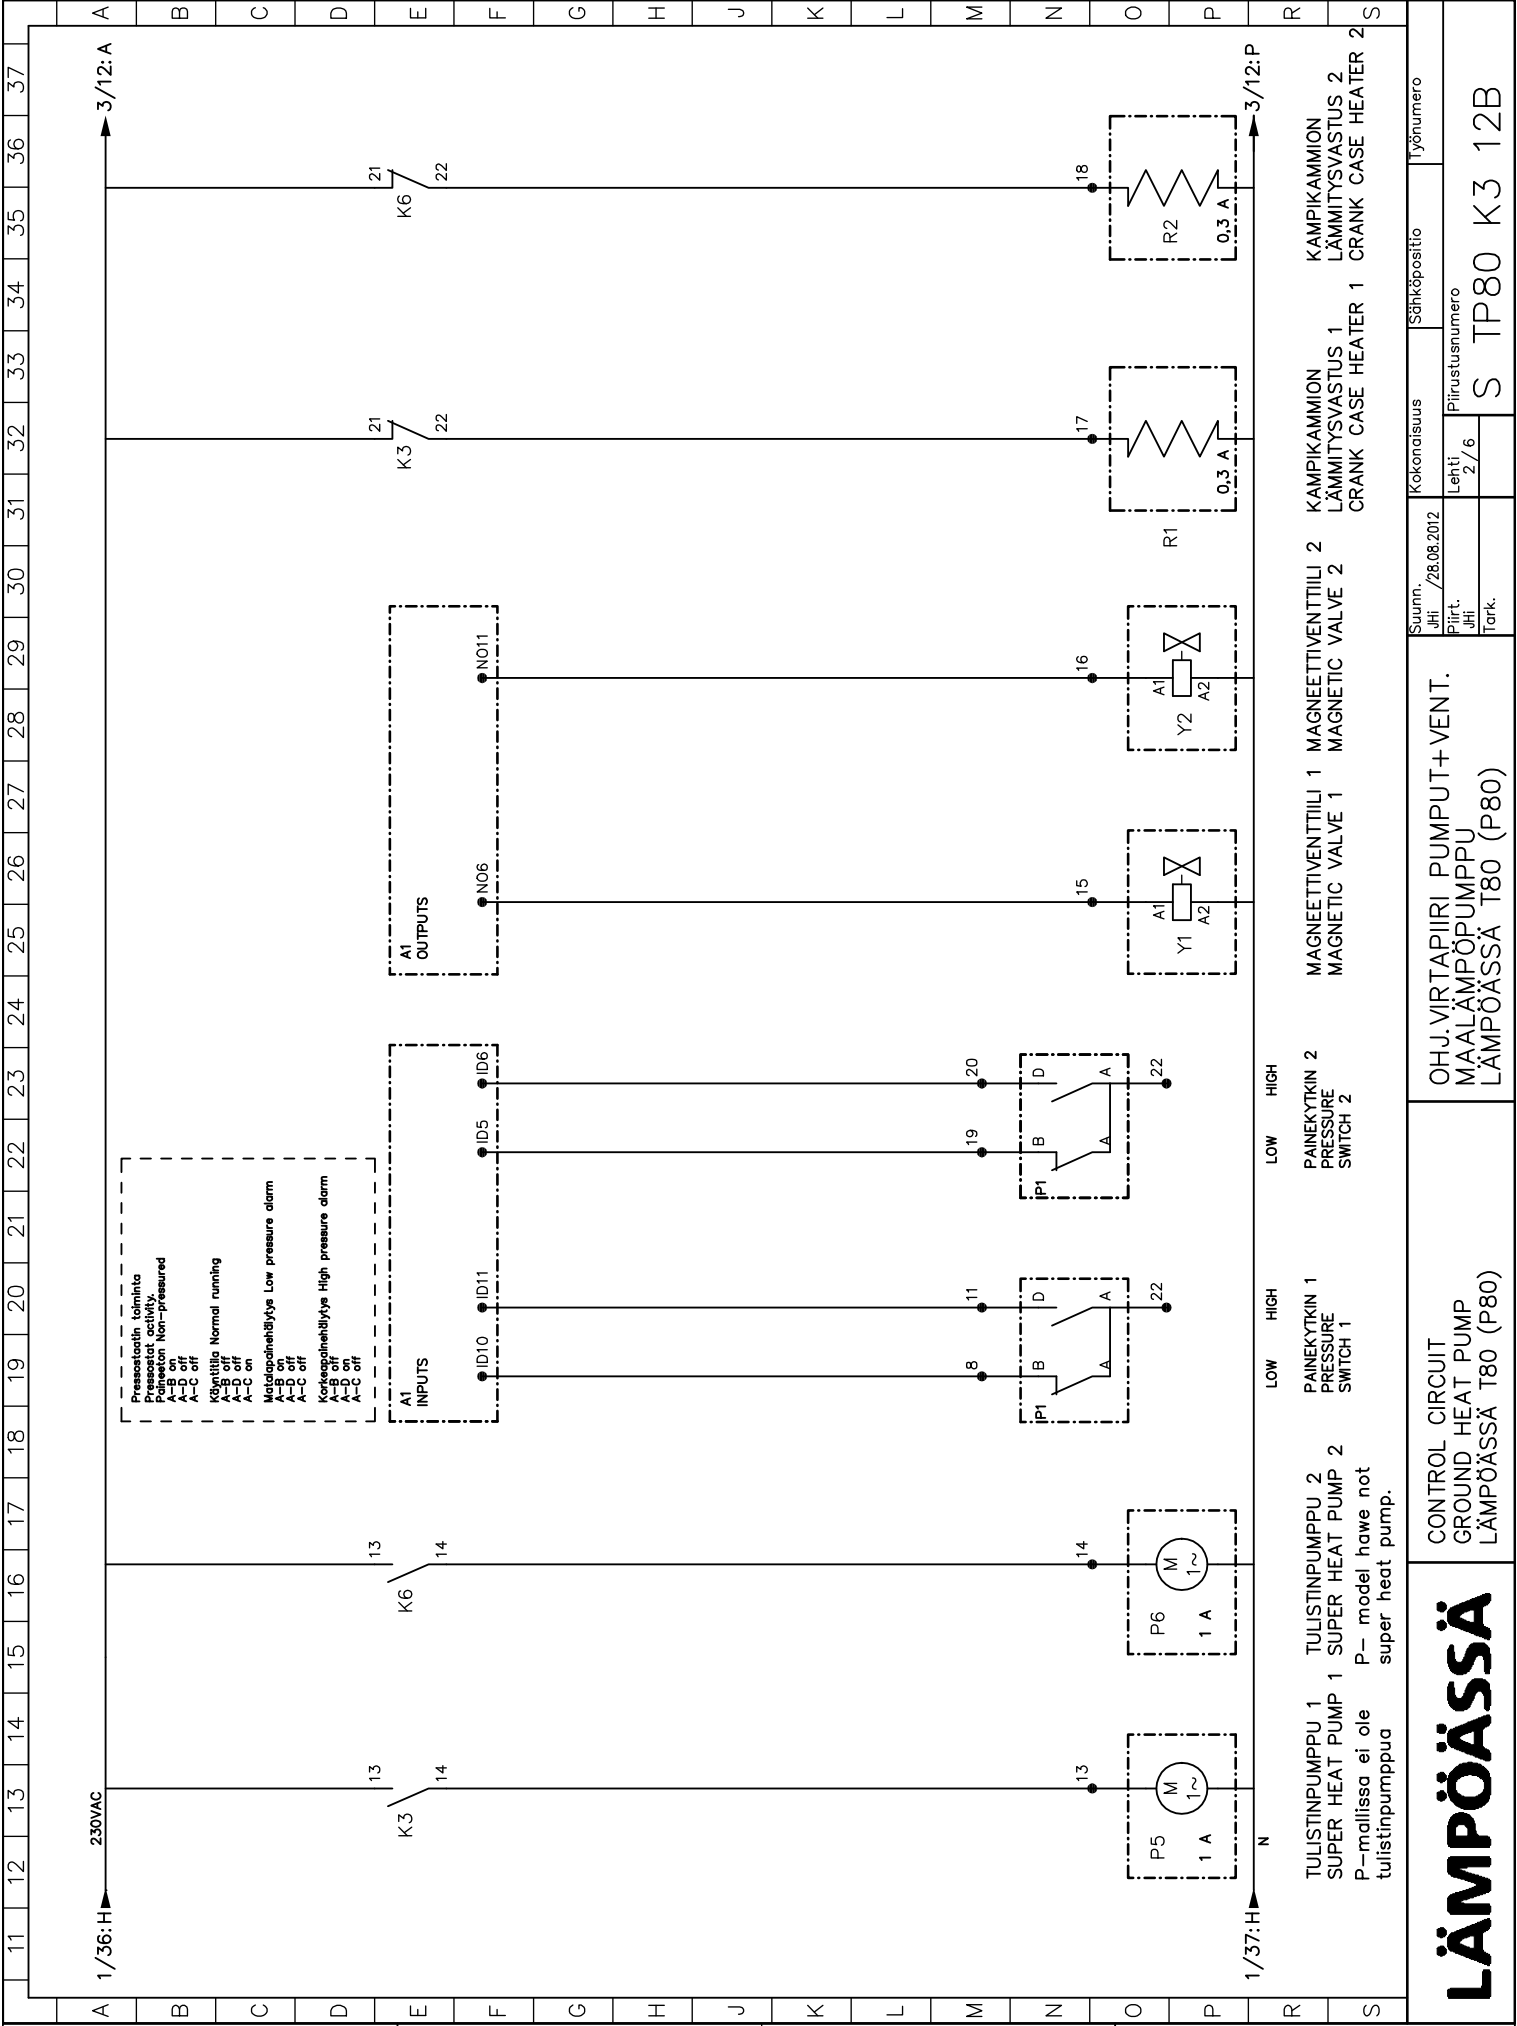 11 12 13 14 15 16 17 18 19 20 21 22 23 24 25 26 27 28 29 30 31 32 33 34 35 36 37
A A
B B
C C
D D
E E
F F
G G
H H
J J
K K
L L
M M
N N
O O
P P
R R
S S
1/36:H
230VAC
3/12:A
Pressostaatin toiminta
Pressostat activity.
Paineeton Non-pressured
A-B on
A-D off
A-C off
Käyntitila Normal running
A-B off
A-D off
A-C on
Matalapainehälytys Low pressure alarm
A-B on
A-D off
A-C off
Korkeapainehälytys High pressure alarm
A-B off
A-D on
A-C off
K3
13
14
K6
13
14
A1
INPUTS
ID10
ID11
ID5
ID6
A1
OUTPUTS
NO6
NO11
K3
21
22
K6
21
22
13
14
8
11
19
20
15
16
17
18
P5
1 A
M
1~
P6
1 A
M
1~
P1
B
D
A
A
22
P1
B
D
A
A
22
Y1
A1
A2
Y2
A1
A2
R1
0,3 A
R2
0,3 A
1/37:H
N
3/12:P
LOW
HIGH
LOW
HIGH
TULISTINPUMPPU 1
SUPER HEAT PUMP 1
P-mallissa ei ole
tulistinpumppua
TULISTINPUMPPU 2
SUPER HEAT PUMP 2
P- model hawe not
super heat pump.
PAINEKYTKIN 1
PRESSURE
SWITCH 1
PAINEKYTKIN 2
PRESSURE
SWITCH 2
MAGNEETTIVENTTIILI 1
MAGNETIC VALVE 1
MAGNEETTIVENTTIILI 2
MAGNETIC VALVE 2
KAMPIKAMMION
LÄMMITYSVASTUS 1
CRANK CASE HEATER 1
KAMPIKAMMION
LÄMMITYSVASTUS 2
CRANK CASE HEATER 2
LÄMPÖÄSSÄ
CONTROL CIRCUIT
GROUND HEAT PUMP
LÄMPÖÄSSÄ T80 (P80)
OHJ.VIRTAPIIRI PUMPUT+VENT.
MAALÄMPÖPUMPPU
LÄMPÖÄSSÄ T80 (P80)
Suunn.
JHi /28.08.2012
Piirt.
JHi
Tark.
Kokonaisuus
Sähköpositio
Työnumero
Lehti
2/6
Piirustusnumero
S TP80 K3 12B